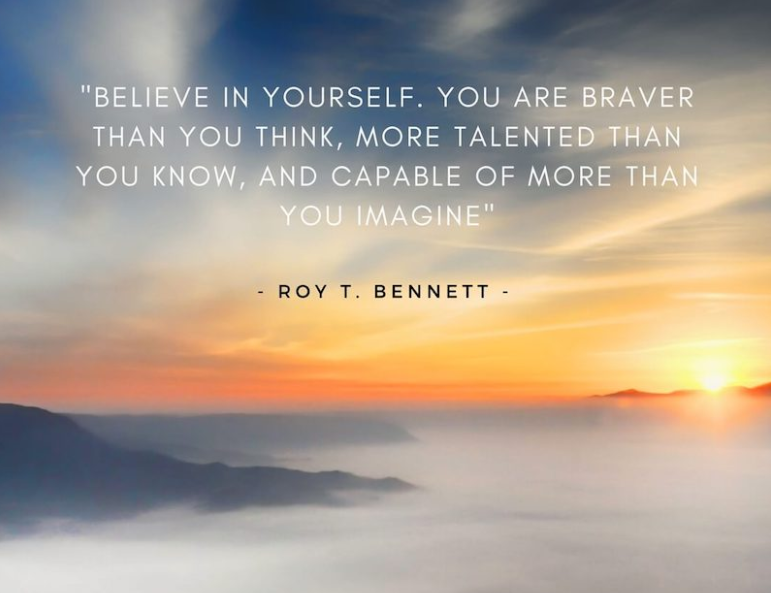 "BELIEVE IN YOURSELF. YOU ARE BRAVER
THAN YOU THINK, MORE TALENTED THAN
YOU KNOW, AND CAPABLE OF MORE THAN
YOU IMAGINE"
- ROY T. BENNETT -